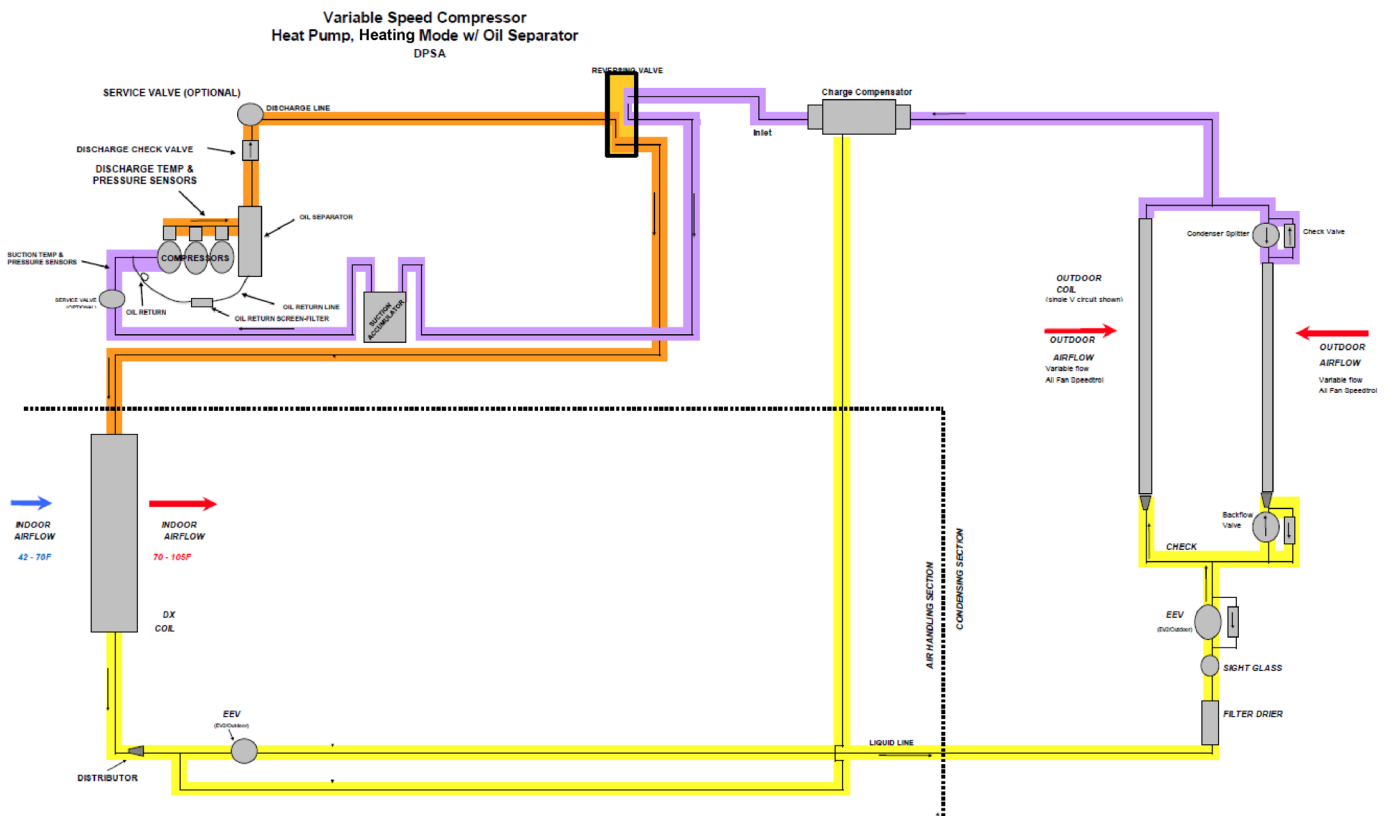 Variable Speed Compressor
Heat Pump, Heating Mode w/ Oil Separator
DPSA
REVERSING VALVE
SERVICE VALVE (OPTIONAL)
DISCHARGE LINE
Charge Compensator
Inlet
DISCHARGE CHECK VALVE
DISCHARGE TEMP &
PRESSURE SENSORS
OIL SEPARATOR
SUCTION TEMP &
PRESSURE SENSORS
COMPRESSORS
SERVICE VALVE
(OPTIONAL)
OIL RETURN
OIL RETURN LINE
OIL RETURN SCREEN-FILTER
SUCTION
ACCUMULATOR
Condenser Splitter
Check Valve
OUTDOOR
COIL
(single V circuit shown)
OUTDOOR
AIRFLOW
Variable flow
All Fan Speedtrol
OUTDOOR
AIRFLOW
Variable flow
All Fan Speedtrol
INDOOR
AIRFLOW
42 - 70F
INDOOR
AIRFLOW
70 - 105F
DX
COIL
AIR HANDLING SECTION
CONDENSING SECTION
Backflow
Valve
CHECK
EEV
(EV2/Outdoor)
SIGHT GLASS
FILTER DRIER
EEV
(EV2/Outdoor)
LIQUID LINE
DISTRIBUTOR